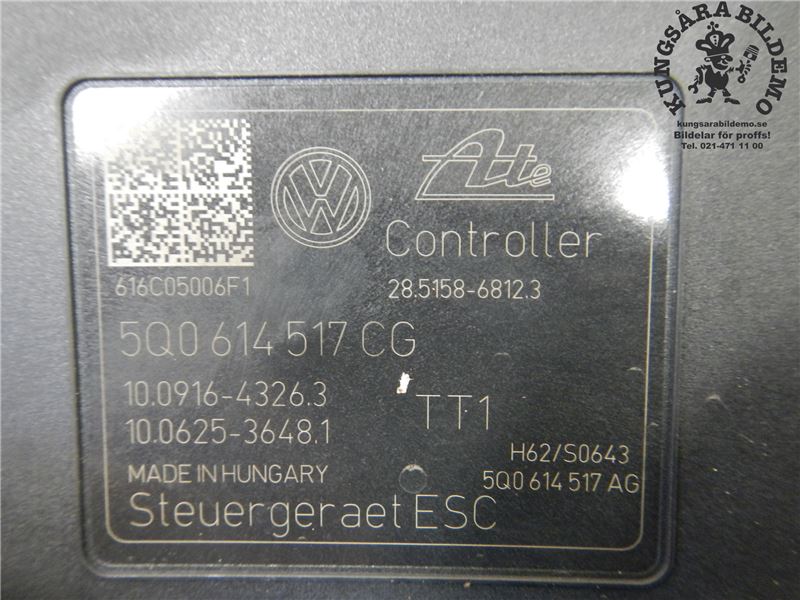 KUNGSÅRA BILDEMO
kungsarabildemo.se
Bildelar för proffs!
Tel. 021-471 11 00
Ate
Controller
616C05006F1
28.5158-6812.3
5Q0 614 517 CG
10.0916-4326.3
TT1
10.0625-3648.1
H62/S0643
MADE IN HUNGARY
5Q0 614 517 AG
Steuergeraet ESC